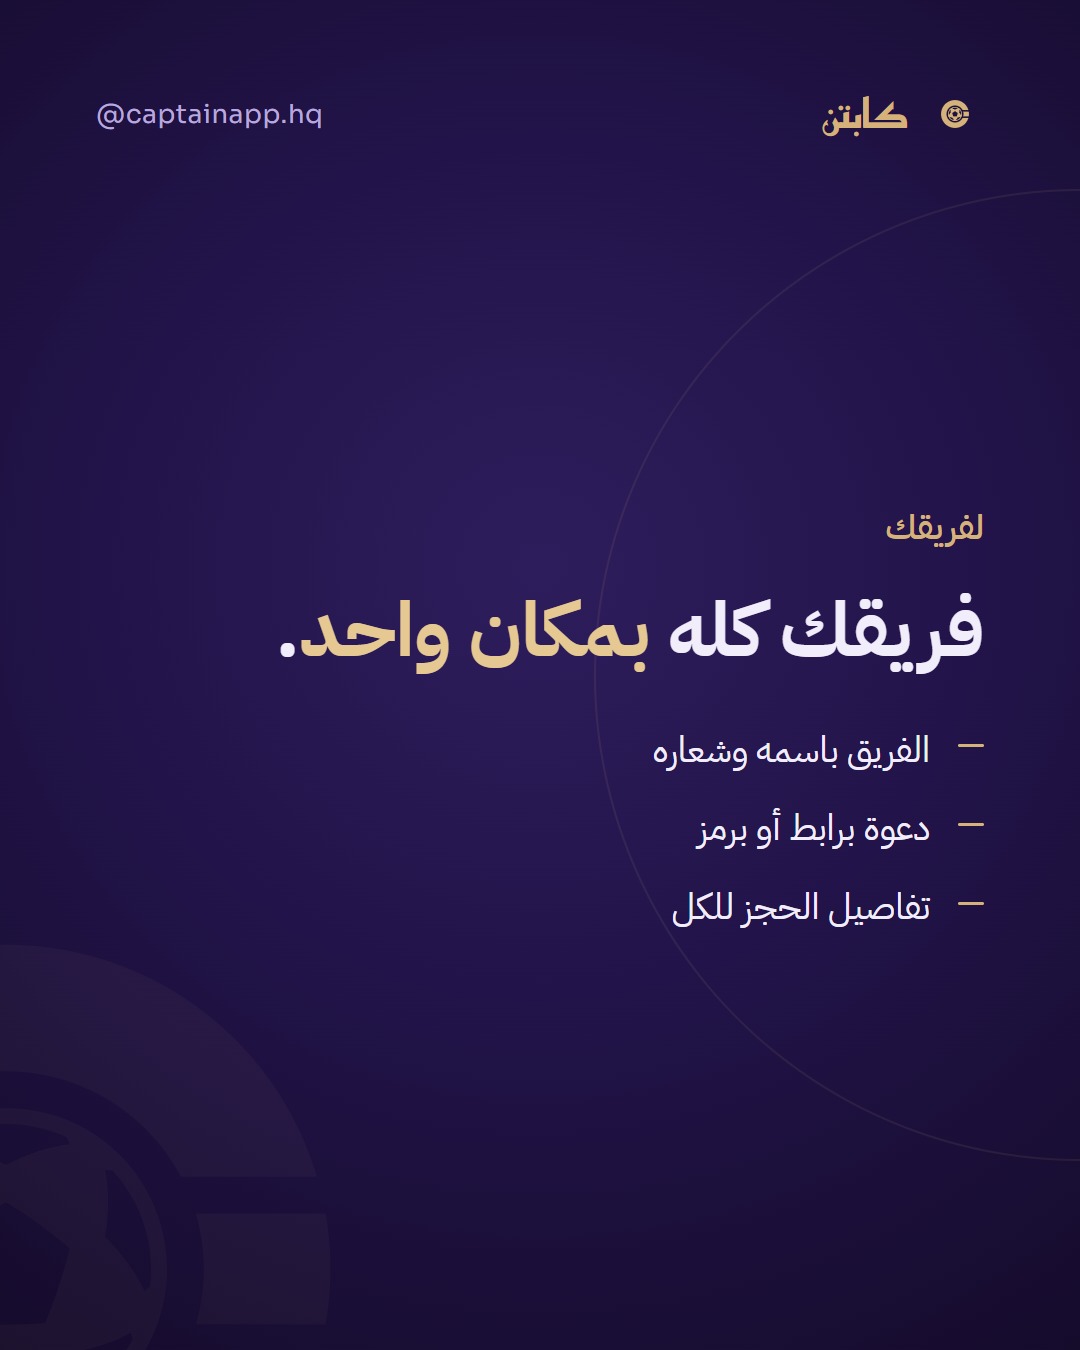 كابتن
@captainapp.hq
لفريقك
فريقك كله بمكان واحد.
— الفريق باسمه وشعاره
— دعوة برابط أو برمز
— تفاصيل الحجز للكل